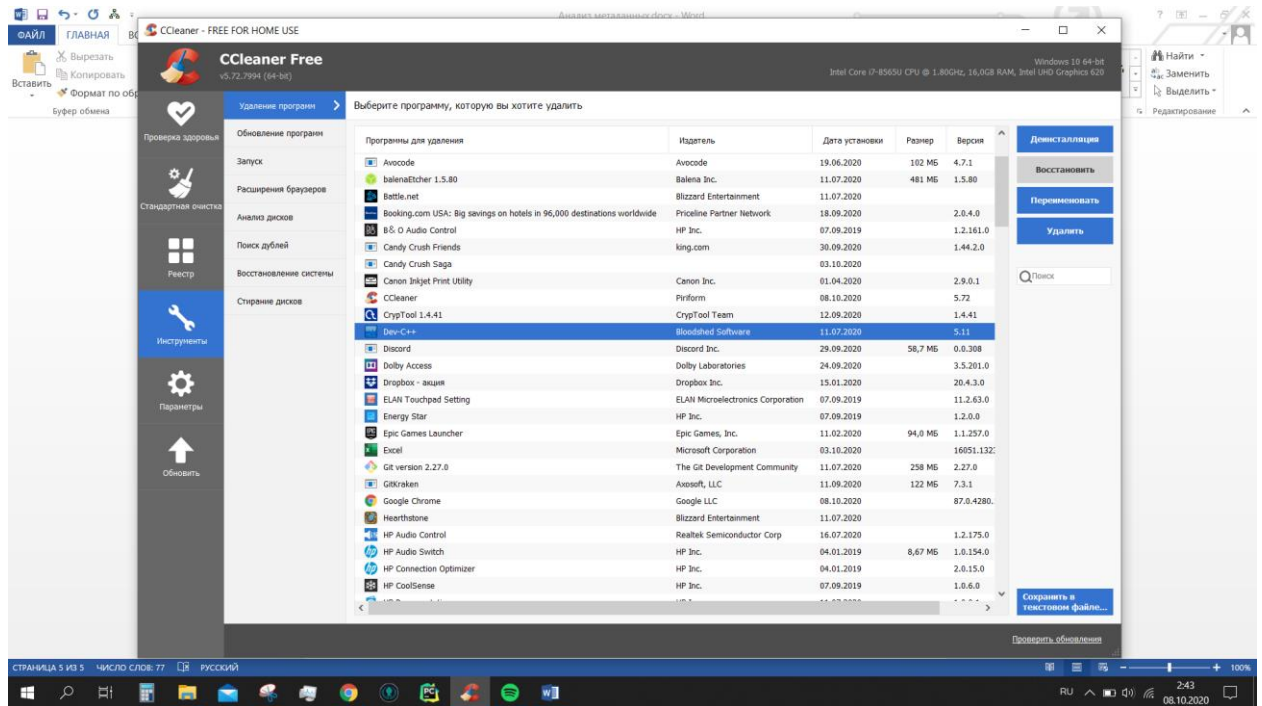 Анализ метаданных.docx - Word
ФАЙЛ
ГЛАВНАЯ
Вставить
Вырезать
Копировать
Формат по обр
Буфер обмена
Найти
Заменить
Выделить
Редактирование
CCleaner - FREE FOR HOME USE
CCleaner Free
v5.72.7994 (64-bit)
Windows 10 64-bit
Intel Core i7-8565U CPU @ 1.80GHz, 16,0GB RAM, Intel UHD Graphics 620
Проверка здоровья
Стандартная очистка
Реестр
Инструменты
Параметры
Обновить
Удаление программ
Обновление программ
Запуск
Расширения браузеров
Анализ дисков
Поиск дублей
Восстановление системы
Стирание дисков
Выберите программу, которую вы хотите удалить
Программы для удаления Издатель Дата установки Размер Версия
Avocode Avocode 19.06.2020 102 МБ 4.7.1
balenaEtcher 1.5.80 Balena Inc. 11.07.2020 481 МБ 1.5.80
Battle.net Blizzard Entertainment 11.07.2020
Booking.com USA: Big savings on hotels in 96,000 destinations worldwide Priceline Partner Network 18.09.2020 2.0.4.0
B& O Audio Control HP Inc. 07.09.2019 1.2.161.0
Candy Crush Friends king.com 30.09.2020 1.44.2.0
Candy Crush Saga 03.10.2020
Canon Inkjet Print Utility Canon Inc. 01.04.2020 2.9.0.1
CCleaner Piriform 08.10.2020 5.72
CrypTool 1.4.41 CrypTool Team 12.09.2020 1.4.41
Dev-C++ Bloodshed Software 11.07.2020 5.11
Discord Discord Inc. 29.09.2020 58,7 МБ 0.0.308
Dolby Access Dolby Laboratories 24.09.2020 3.5.201.0
Dropbox - акция Dropbox Inc. 15.01.2020 20.4.3.0
ELAN Touchpad Setting ELAN Microelectronics Corporation 07.09.2019 11.2.63.0
Energy Star HP Inc. 07.09.2019 1.2.0.0
Epic Games Launcher Epic Games, Inc. 11.02.2020 94,0 МБ 1.1.257.0
Excel Microsoft Corporation 03.10.2020 16051.132
Git version 2.27.0 The Git Development Community 11.07.2020 258 МБ 2.27.0
GitKraken Axosoft, LLC 11.09.2020 122 МБ 7.3.1
Google Chrome Google LLC 08.10.2020 87.0.4280.
Hearthstone Blizzard Entertainment 11.07.2020
HP Audio Control Realtek Semiconductor Corp 16.07.2020 1.2.175.0
HP Audio Switch HP Inc. 04.01.2019 8,67 МБ 1.0.154.0
HP Connection Optimizer HP Inc. 04.01.2019 2.0.15.0
HP CoolSense HP Inc. 07.09.2019 1.0.6.0
Деинсталляция
Восстановить
Переименовать
Удалить
Поиск
Сохранить в
текстовом файле...
Проверить обновления
СТРАНИЦА 5 ИЗ 5 ЧИСЛО СЛОВ: 77 РУССКИЙ
100%
RU
2:43
08.10.2020